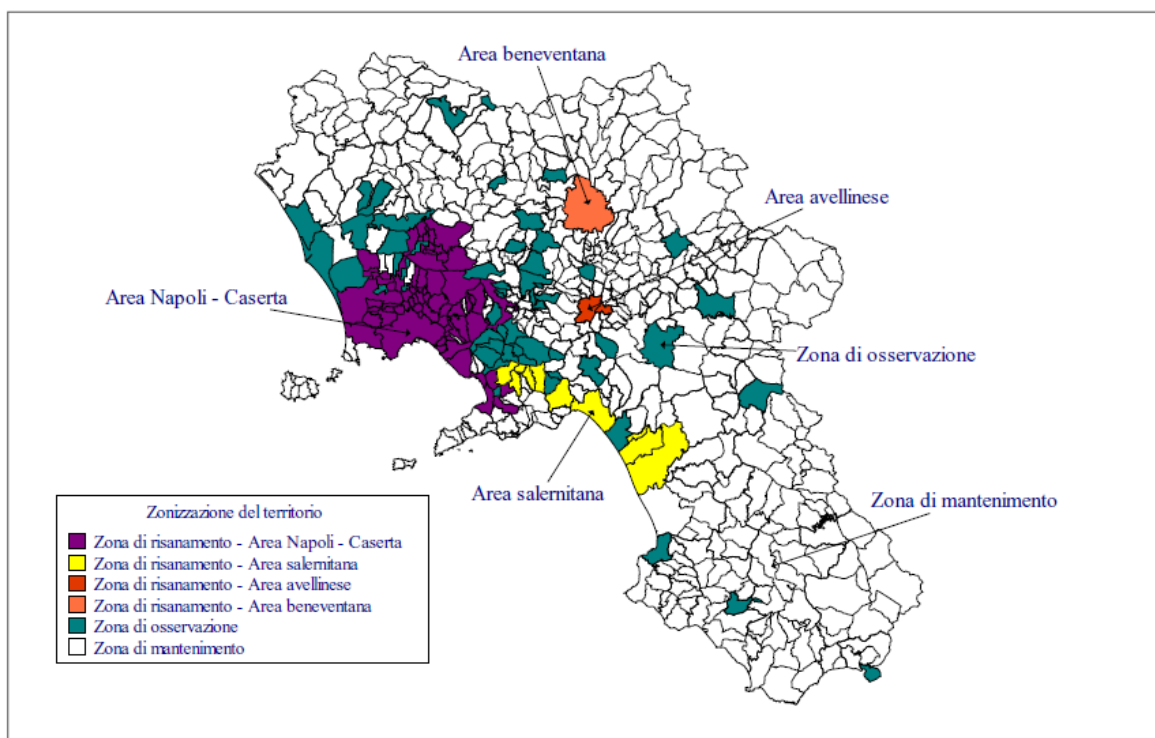 Area beneventana
Area avellinese
Area Napoli - Caserta
Zona di osservazione
Area salernitana
Zona di mantenimento
Zonizzazione del territorio
Zona di risanamento - Area Napoli - Caserta
Zona di risanamento - Area salernitana
Zona di risanamento - Area avellinese
Zona di risanamento - Area beneventana
Zona di osservazione
Zona di mantenimento